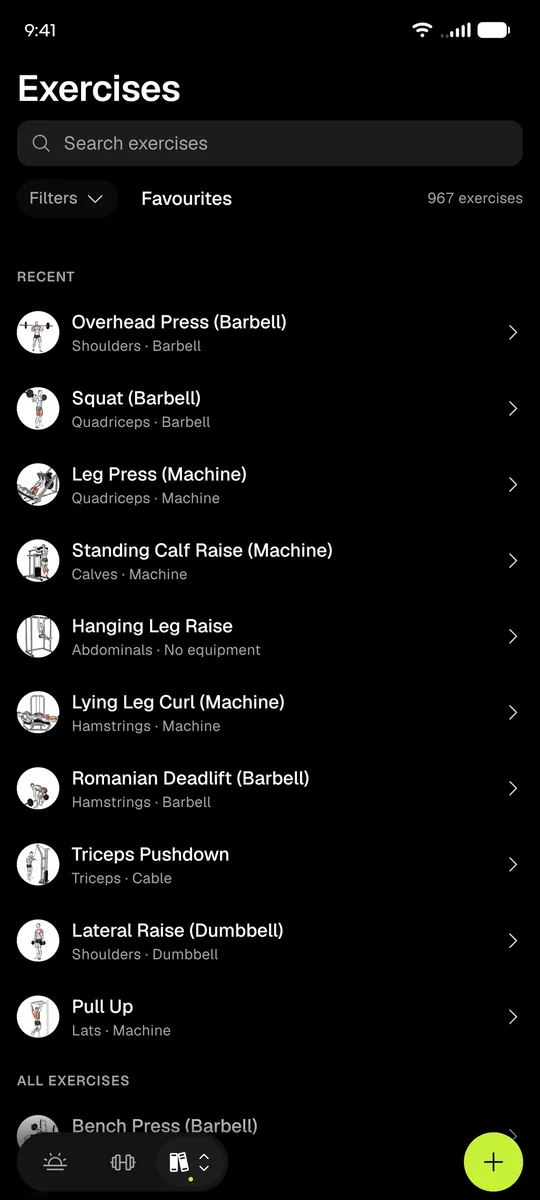 9:41
Exercises
Search exercises
Filters Favourites 967 exercises
RECENT
Overhead Press (Barbell)
Shoulders · Barbell
Squat (Barbell)
Quadriceps · Barbell
Leg Press (Machine)
Quadriceps · Machine
Standing Calf Raise (Machine)
Calves · Machine
Hanging Leg Raise
Abdominals · No equipment
Lying Leg Curl (Machine)
Hamstrings · Machine
Romanian Deadlift (Barbell)
Hamstrings · Barbell
Triceps Pushdown
Triceps · Cable
Lateral Raise (Dumbbell)
Shoulders · Dumbbell
Pull Up
Lats · Machine
ALL EXERCISES
Bench Press (Barbell)